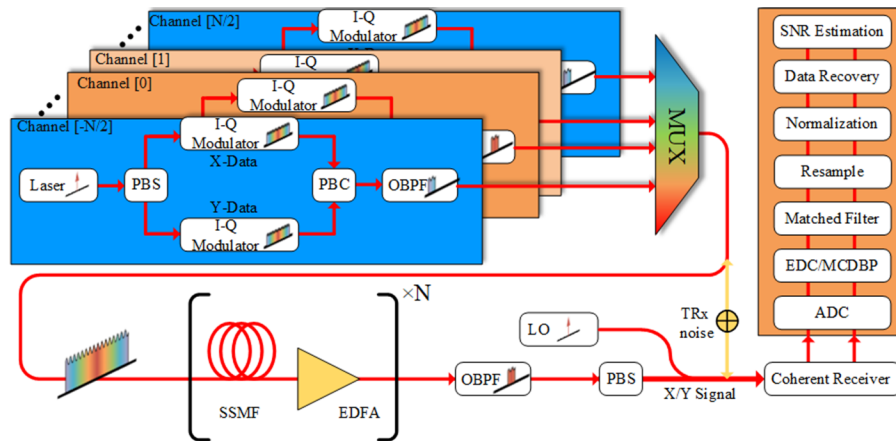 Channel [N/2]
I-Q
Modulator
Channel [1]
I-Q
Channel [0]
I-Q
Modulator
Channel [-N/2]
I-Q
Modulator
X-Data
Laser
PBS
PBC
OBPF
Y-Data
I-Q
Modulator
MUX
SNR Estimation
Data Recovery
Normalization
Resample
Matched Filter
EDC/MCDBP
ADC
×N
SSMF
EDFA
LO
TRx
noise
OBPF
PBS
X/Y Signal
Coherent Receiver